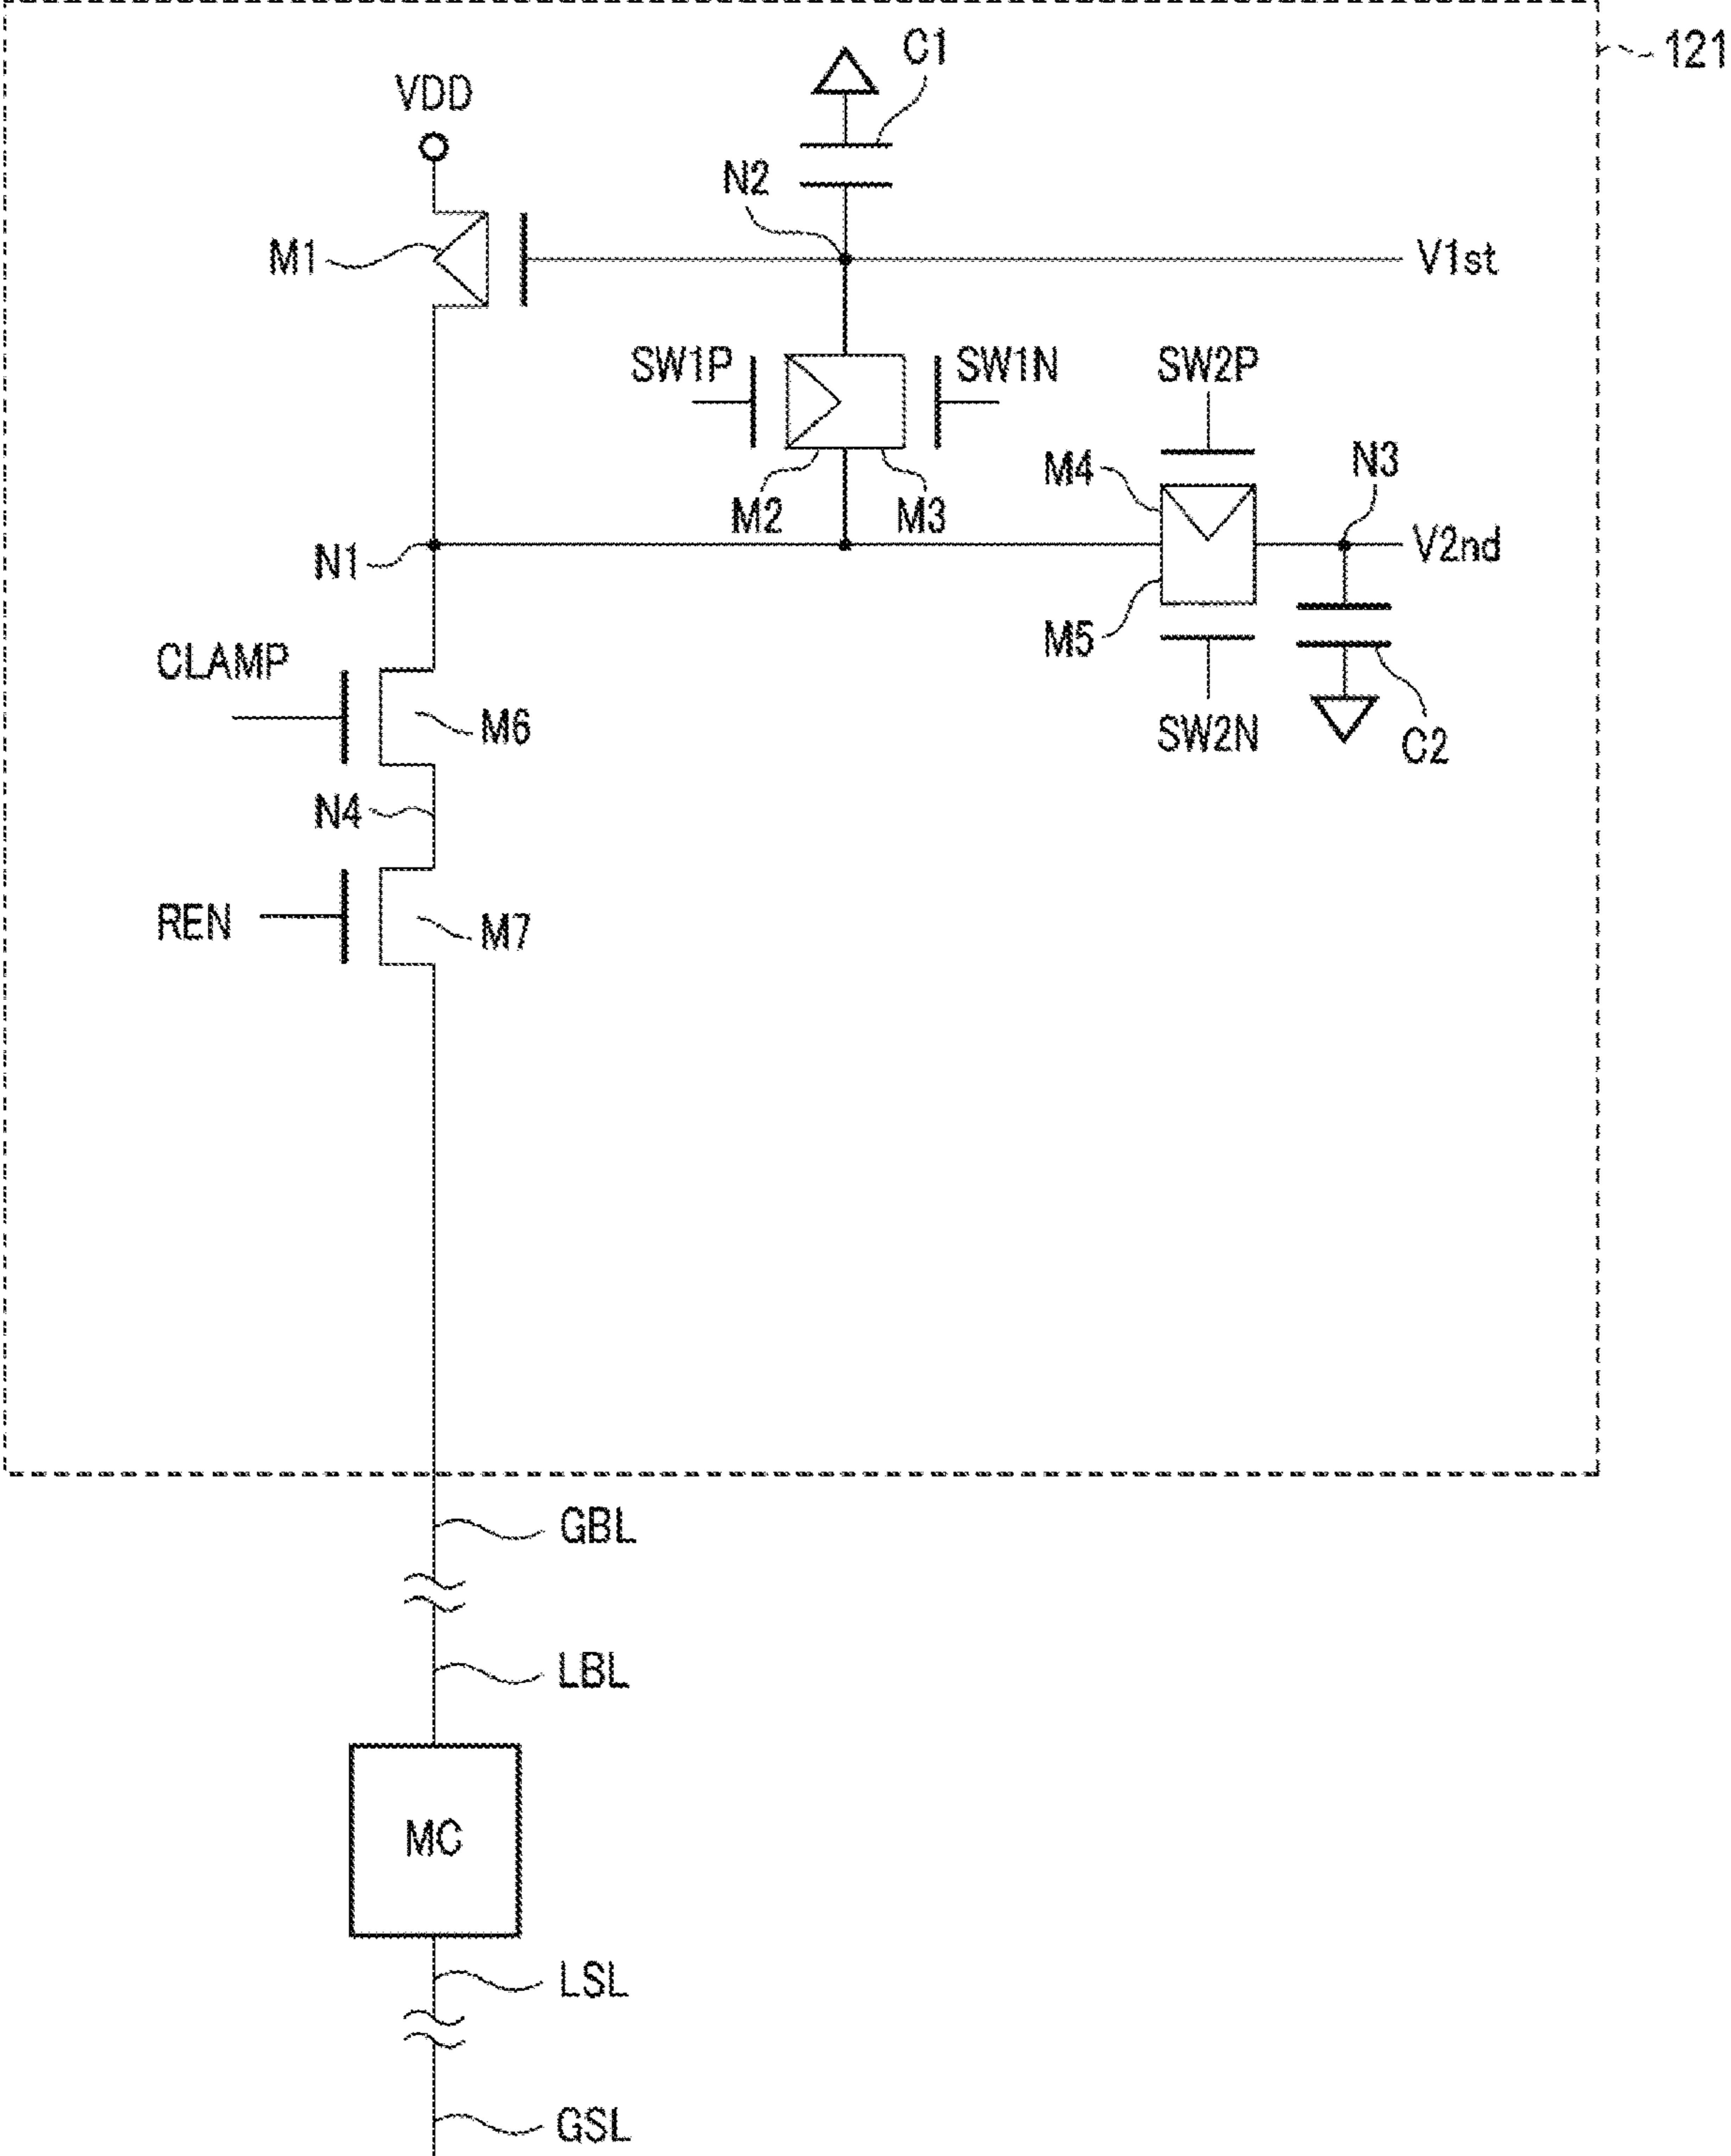 C1
121
VDD
N2
M1
V1st
SW1P
SW1N
SW2P
M4
N3
M2
M3
N1
V2nd
M5
CLAMP
M6
SW2N
C2
N4
REN
M7
GBL
LBL
MC
LSL
GSL